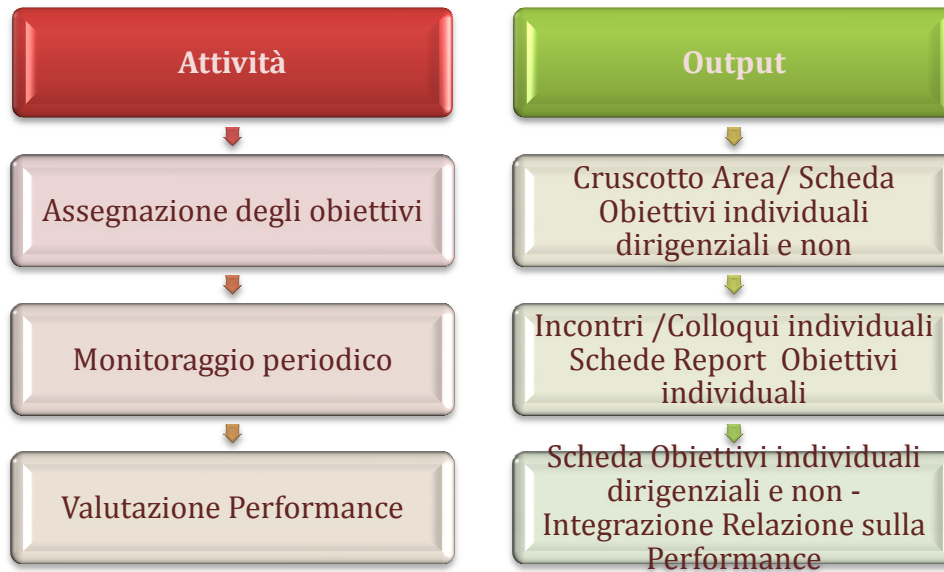 Attività
Assegnazione degli obiettivi
Monitoraggio periodico
Valutazione Performance
Output
Cruscotto Area/ Scheda
Obiettivi individuali
dirigenziali e non
Incontri /Colloqui individuali
Schede Report  Obiettivi
individuali
Scheda Obiettivi individuali
dirigenziali e non -
Integrazione Relazione sulla
Performance